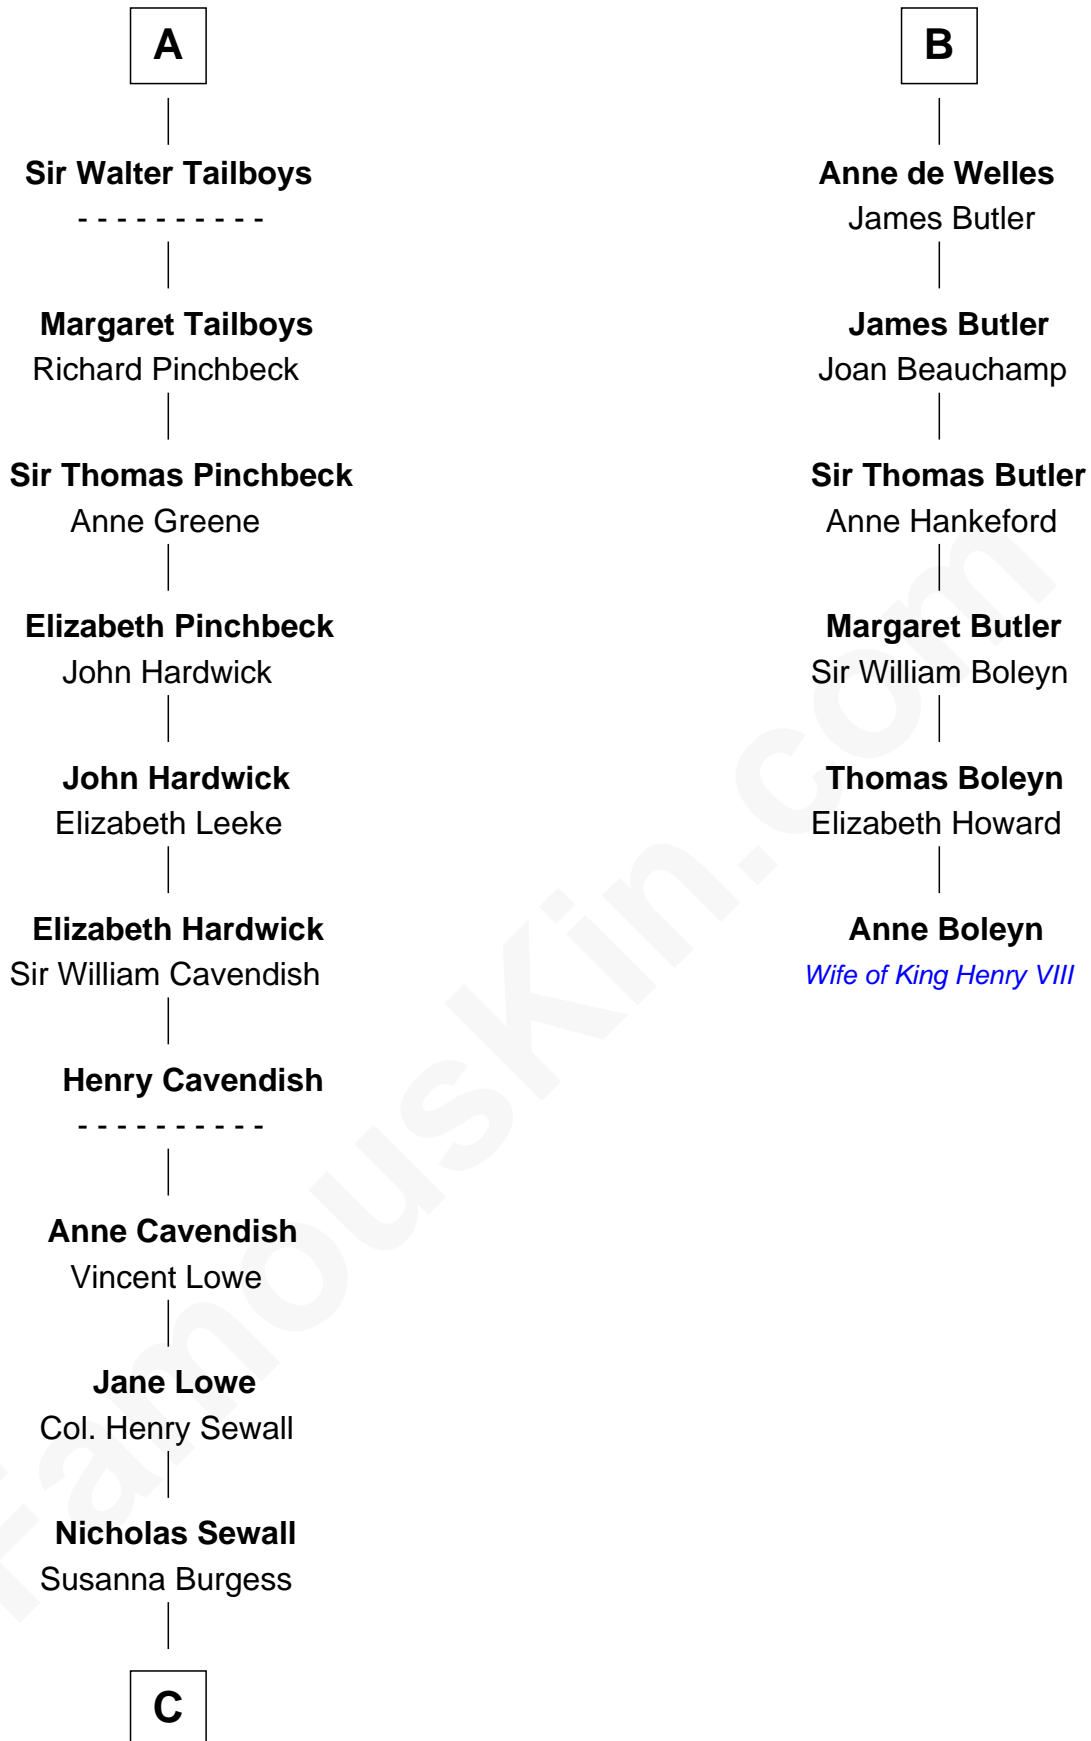 A
Sir Walter Tailboys
- - - - - - - - - -
Margaret Tailboys
Richard Pinchbeck
Sir Thomas Pinchbeck
Anne Greene
Elizabeth Pinchbeck
John Hardwick
John Hardwick
Elizabeth Leeke
Elizabeth Hardwick
Sir William Cavendish
Henry Cavendish
- - - - - - - - - -
Anne Cavendish
Vincent Lowe
Jane Lowe
Col. Henry Sewall
Nicholas Sewall
Susanna Burgess
C
B
Anne de Welles
James Butler
James Butler
Joan Beauchamp
Sir Thomas Butler
Anne Hankeford
Margaret Butler
Sir William Boleyn
Thomas Boleyn
Elizabeth Howard
Anne Boleyn
Wife of King Henry VIII
FamousKin.com